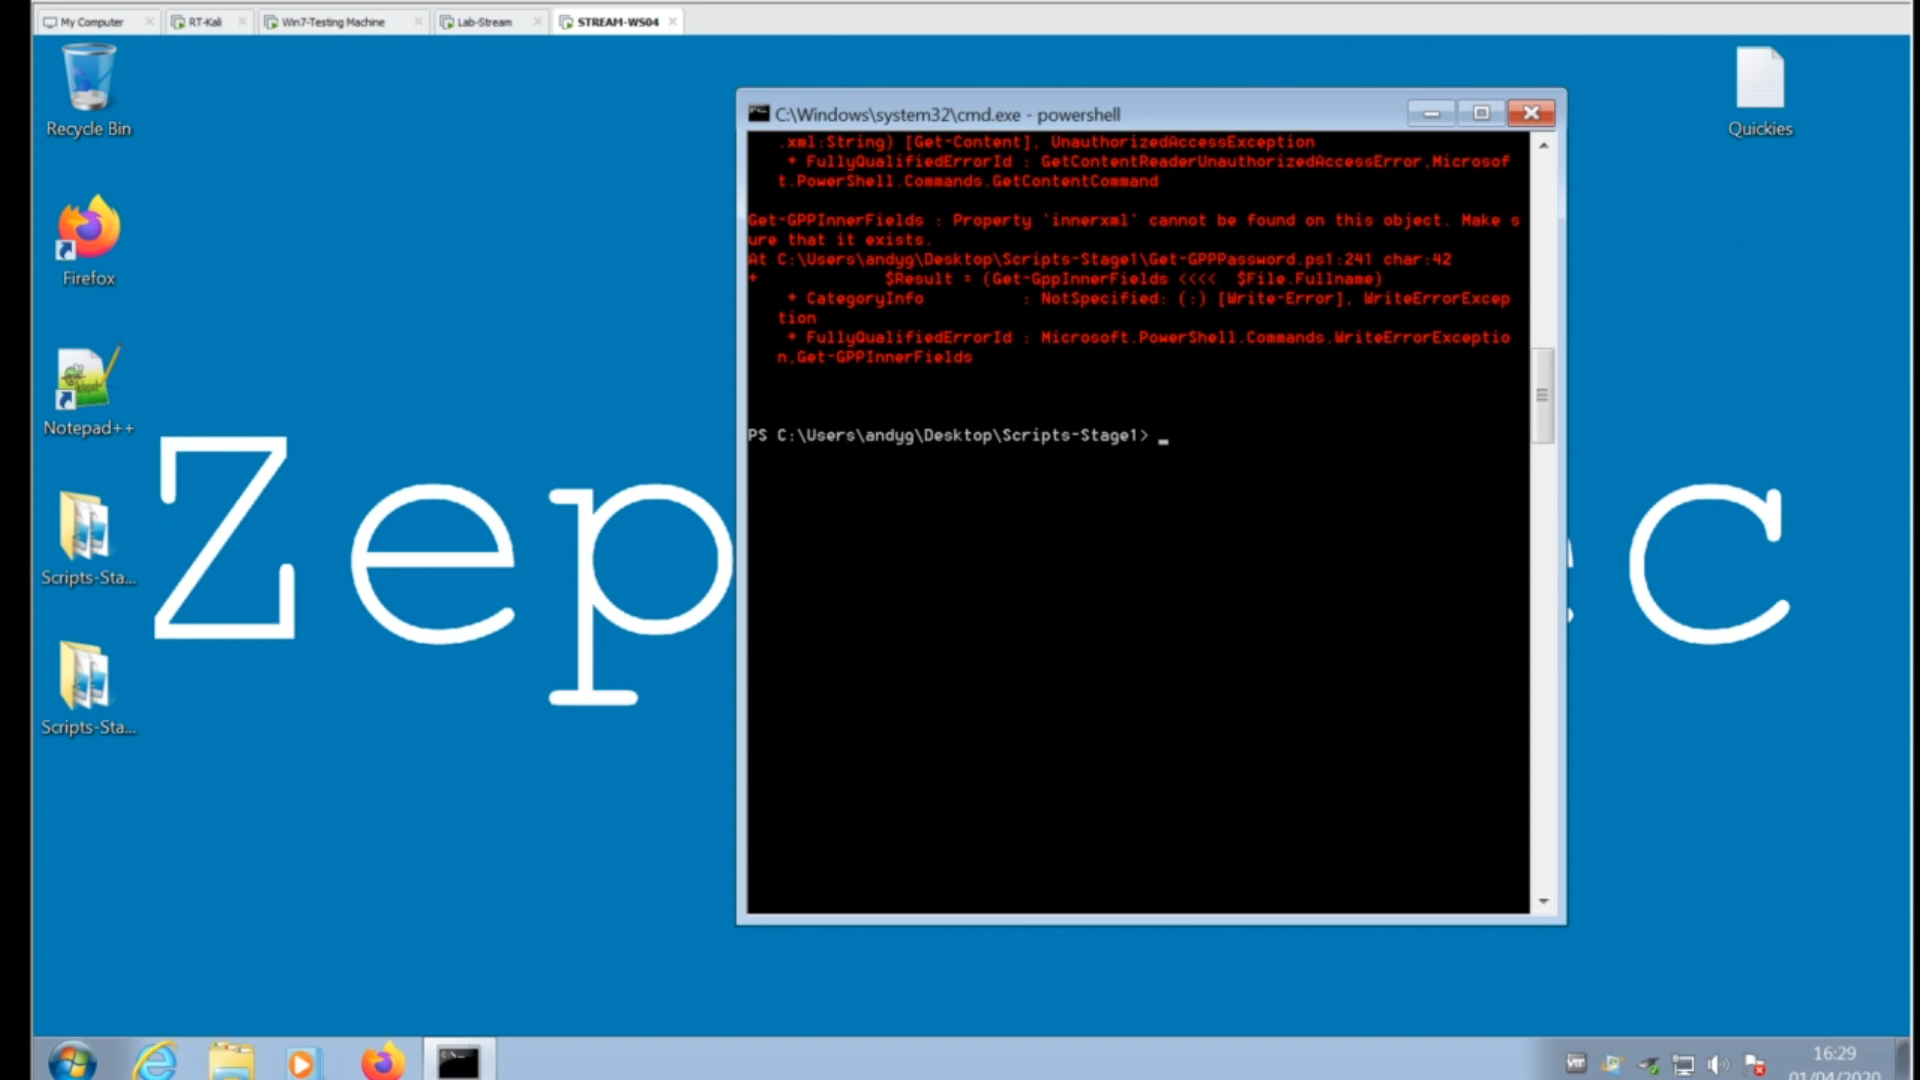 My Computer
RT-Kali
Win7-Testing Machine
Lab-Stream
STREAM-WS04
Recycle Bin
Quickies
C:\Windows\system32\cmd.exe - powershell
.xml:String) [Get-Content], UnauthorizedAccessException
+ FullyQualifiedErrorId : GetContentReaderUnauthorizedAccessError,Microsof
t.PowerShell.Commands.GetContentCommand
Get-GPPInnerFields : Property 'innerxml' cannot be found on this object. Make s
ure that it exists.
At C:\Users\andyg\Desktop\Scripts-Stage1\Get-GPPPassword.ps1:241 char:42
+ $Result = (Get-GppInnerFields <<<< $File.Fullname)
+ CategoryInfo : NotSpecified: (:) [Write-Error], WriteErrorExcep
tion
+ FullyQualifiedErrorId : Microsoft.PowerShell.Commands.WriteErrorExceptio
n,Get-GPPInnerFields
PS C:\Users\andyg\Desktop\Scripts-Stage1> _
Firefox
Notepad++
Scripts-Sta...
Scripts-Sta...
Zep
c
16:29
01/04/2020